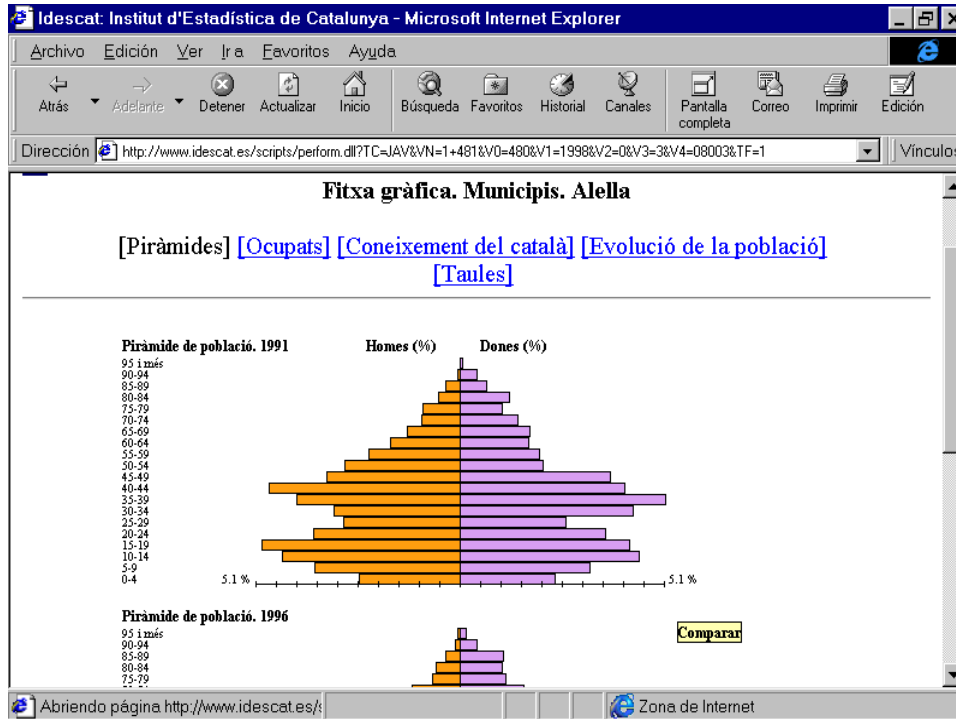 Idescat: Institut d'Estadística de Catalunya - Microsoft Internet Explorer
Archivo Edición Ver Ir a Favoritos Ayuda
Atrás Adelante Detener Actualizar Inicio Búsqueda Favoritos Historial Canales Pantalla completa Correo Imprimir Edición
Dirección http://www.idescat.es/scripts/perform.dll?TC=JAV&VN=1+481&V0=480&V1=1998&V2=0&V3=3&V4=08003&TF=1 Vínculos
Fitxa gràfica. Municipis. Alella
[Piràmides] [Ocupats] [Coneixement del català] [Evolució de la població]
[Taules]
Piràmide de població. 1991 Homes (%) Dones (%)
95 i més
90-94
85-89
80-84
75-79
70-74
65-69
60-64
55-59
50-54
45-49
40-44
35-39
30-34
25-29
20-24
15-19
10-14
5-9
0-4 5.1 % 5.1 %
Piràmide de població. 1996
95 i més Comparar
90-94
85-89
80-84
75-79
Abriendo página http://www.idescat.es/s Zona de Internet